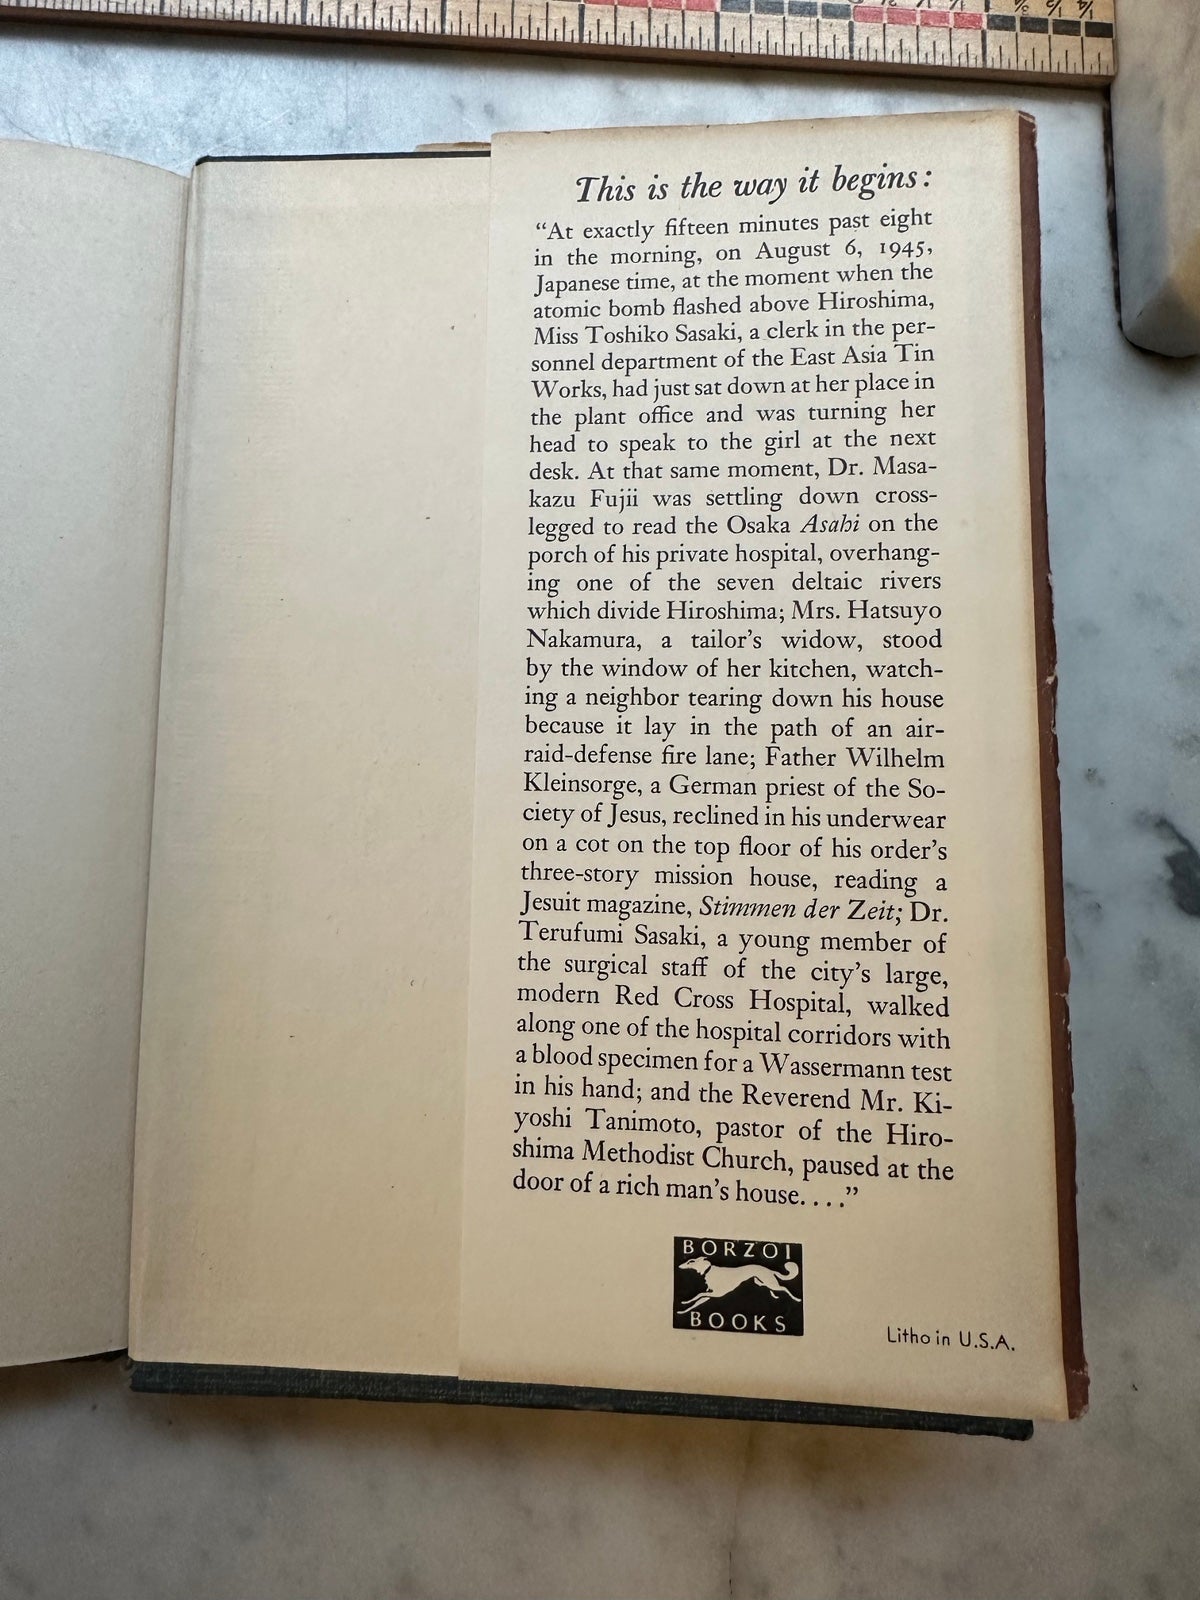 This is the way it begins:
“At exactly fifteen minutes past eight
in the morning, on August 6, 1945,
Japanese time, at the moment when the
atomic bomb flashed above Hiroshima,
Miss Toshiko Sasaki, a clerk in the per-
sonnel department of the East Asia Tin
Works, had just sat down at her place in
the plant office and was turning her
head to speak to the girl at the next
desk. At that same moment, Dr. Masa-
kazu Fujii was settling down cross-
legged to read the Osaka Asahi on the
porch of his private hospital, overhang-
ing one of the seven deltaic rivers
which divide Hiroshima; Mrs. Hatsuyo
Nakamura, a tailor’s widow, stood
by the window of her kitchen, watch-
ing a neighbor tearing down his house
because it lay in the path of an air-
raid-defense fire lane; Father Wilhelm
Kleinsorge, a German priest of the So-
ciety of Jesus, reclined in his underwear
on a cot on the top floor of his order’s
three-story mission house, reading a
Jesuit magazine, Stimmen der Zeit; Dr.
Terufumi Sasaki, a young member of
the surgical staff of the city’s large,
modern Red Cross Hospital, walked
along one of the hospital corridors with
a blood specimen for a Wassermann test
in his hand; and the Reverend Mr. Ki-
yoshi Tanimoto, pastor of the Hiro-
shima Methodist Church, paused at the
door of a rich man’s house. . . .”
BORZOI
BOOKS
Litho in U.S.A.